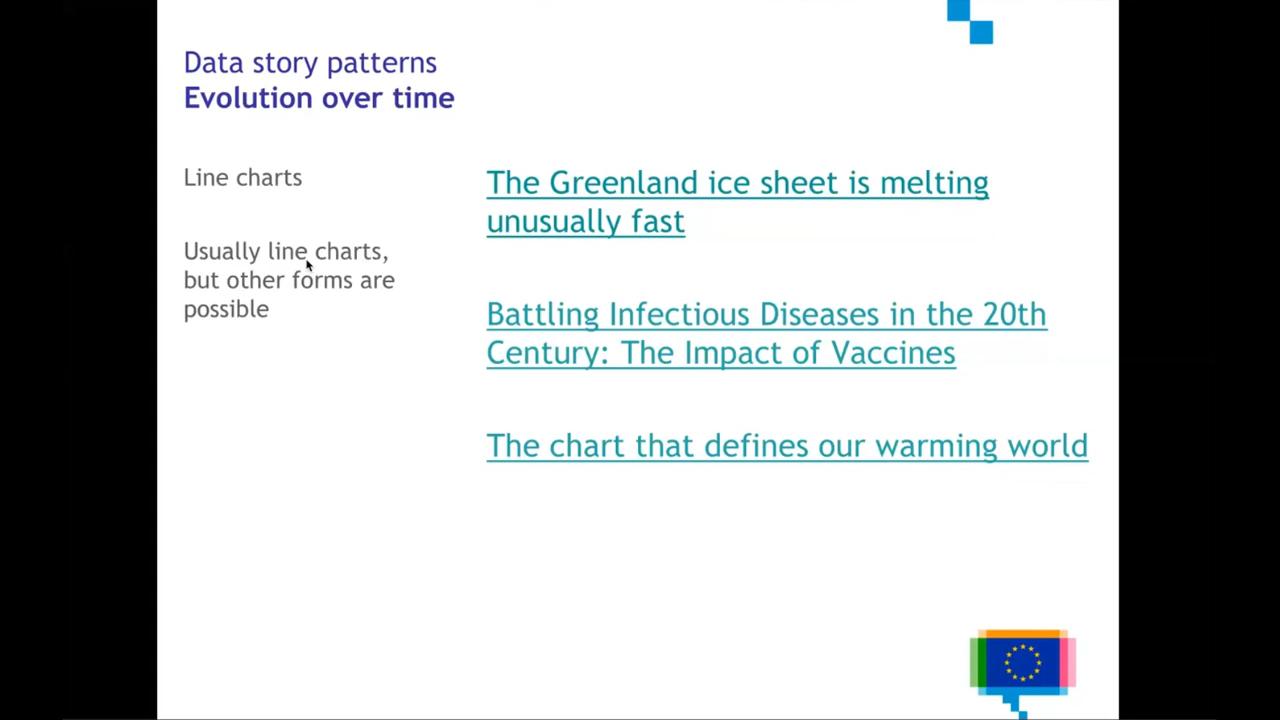 Data story patterns
Evolution over time
Line charts
Usually line charts,
but other forms are
possible
The Greenland ice sheet is melting
unusually fast
Battling Infectious Diseases in the 20th
Century: The Impact of Vaccines
The chart that defines our warming world